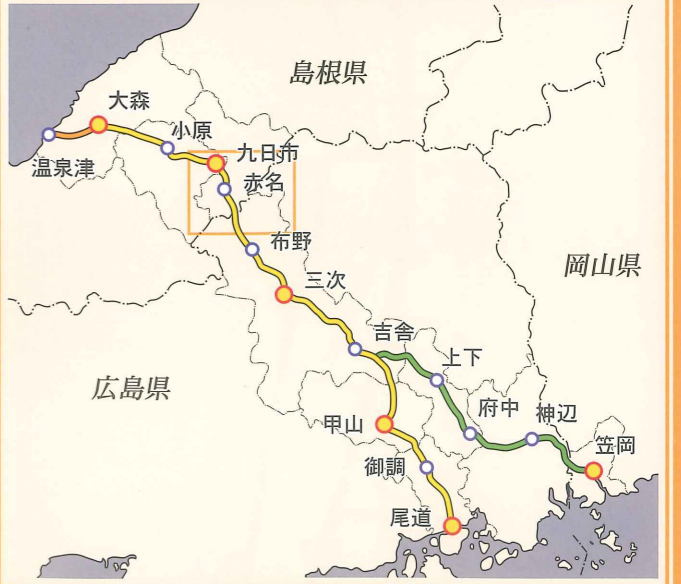 島根県
大森
小原
九日市
温泉津
赤名
布野
岡山県
三次
吉舎
上下
広島県
府中
神辺
甲山
笠岡
御調
尾道